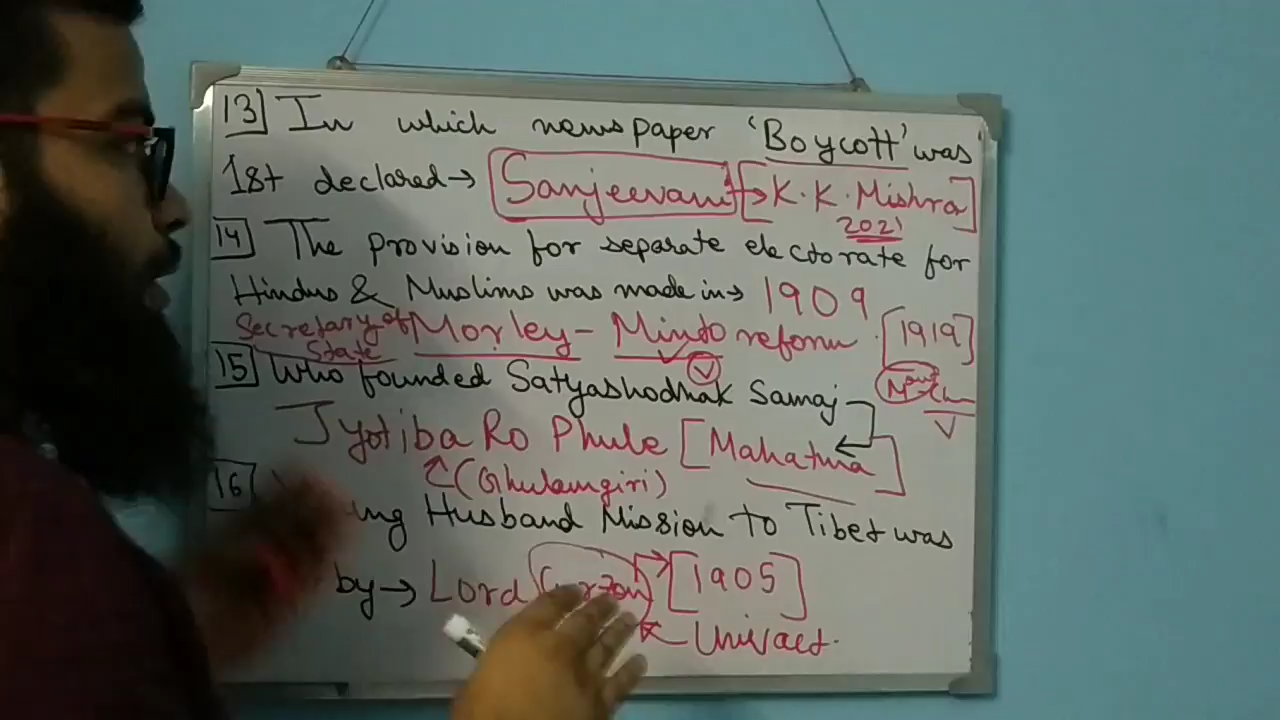 13] In which newspaper 'Boycott' was
1st declared → [Sanjeevani] → [K.K.Mishra]
2021
14] The provision for separate electorate for
Hindus & Muslims was made in → 1909
Secretary of State Morley - Minto reform. [1919]
15] Who founded Satyashodhak Samaj
Jyotiba Ro Phule [Mahatma]
(Ghulamgiri)
16] Husband Mission to Tibet was
by → Lord Curzon [1905]